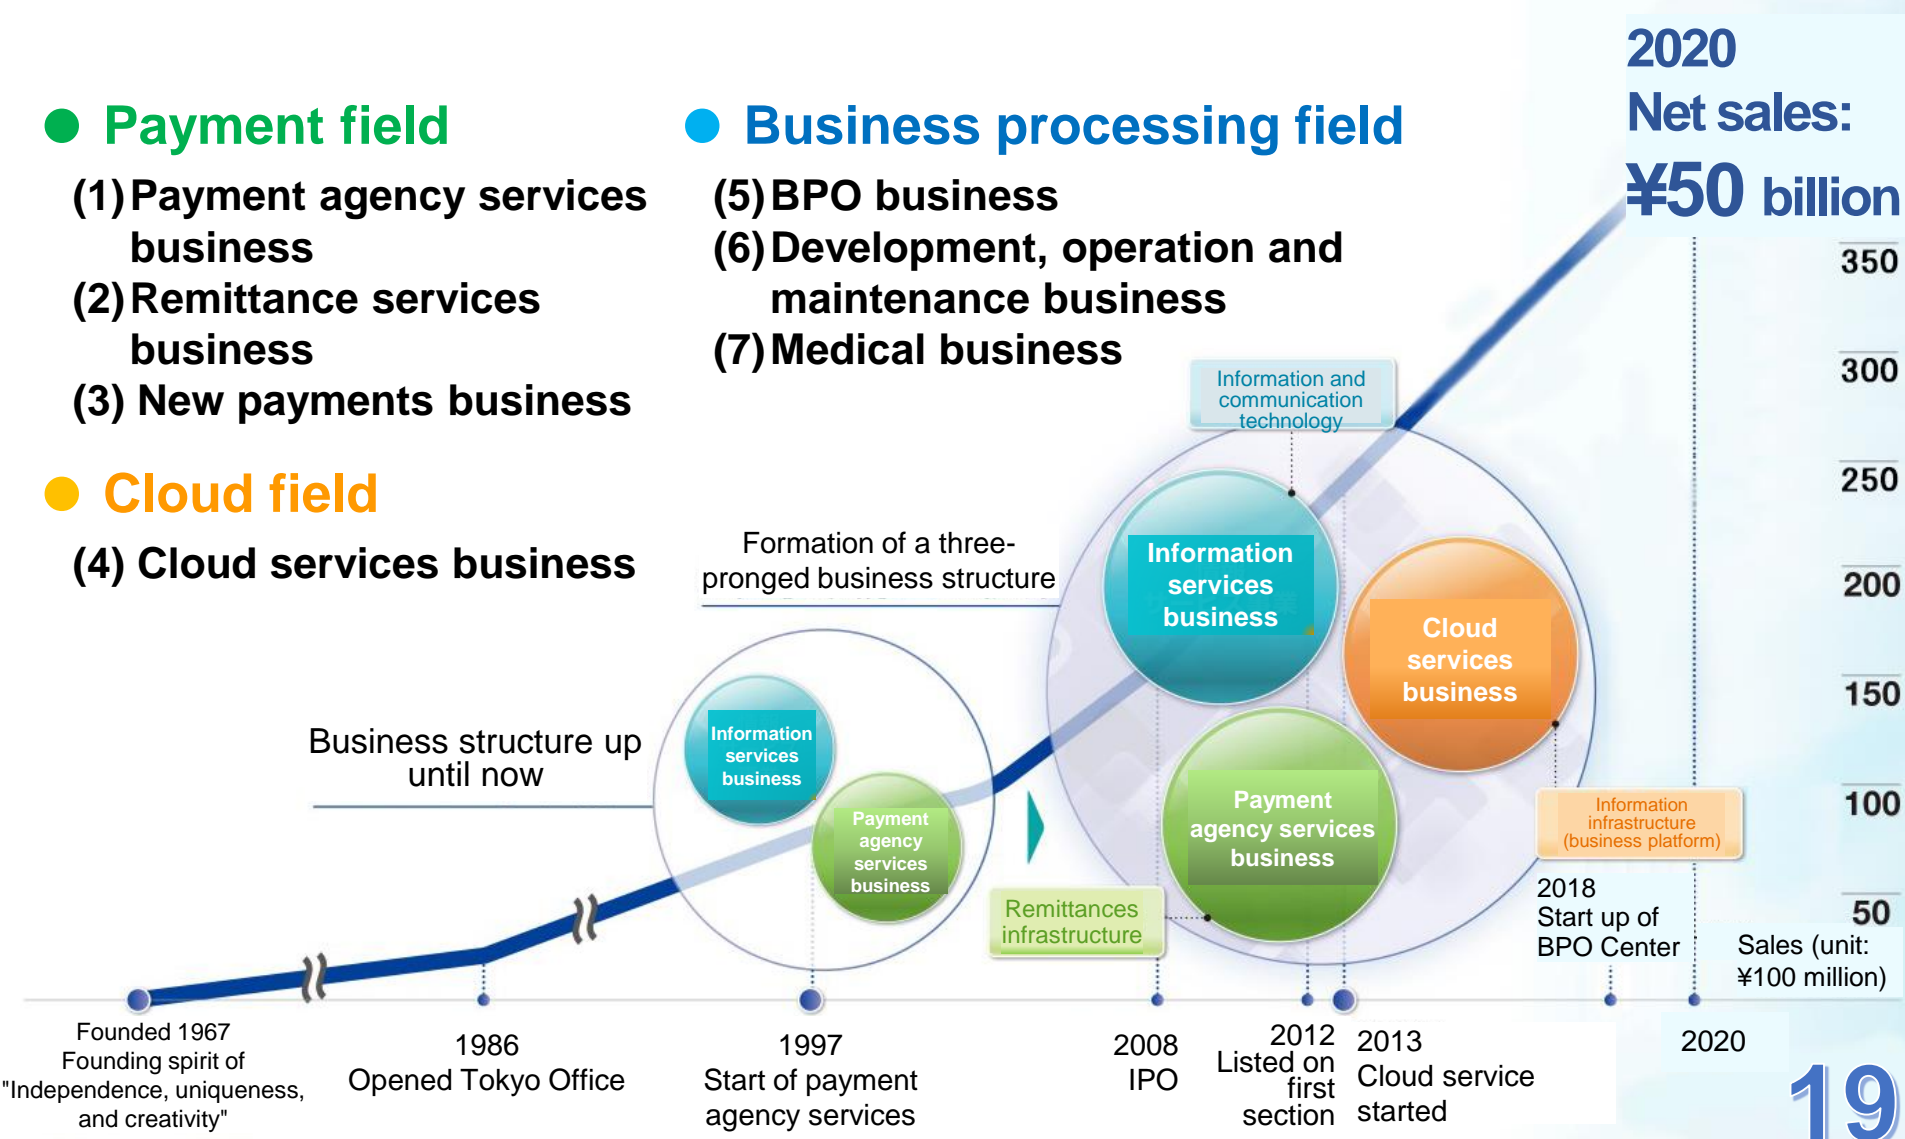 2020
Net sales:
¥50 billion
Payment field
(1) Payment agency services
business
(2) Remittance services
business
(3) New payments business
Cloud field
(4) Cloud services business
Business processing field
(5) BPO business
(6) Development, operation and
maintenance business
(7) Medical business
Information and
communication
technology
Formation of a three-
pronged business structure
Information
services
business
Cloud
services
business
Payment
agency services
business
Business structure up
until now
Information
services
business
Payment
agency
services
business
Remittances
infrastructure
Information
infrastructure
(business platform)
2018
Start up of
BPO Center
350
300
250
200
150
100
50
Sales (unit:
¥100 million)
Founded 1967
Founding spirit of
"Independence, uniqueness,
and creativity"
1986
Opened Tokyo Office
1997
Start of payment
agency services
2008
IPO
2012
Listed on
first
section
2013
Cloud service
started
2020
19